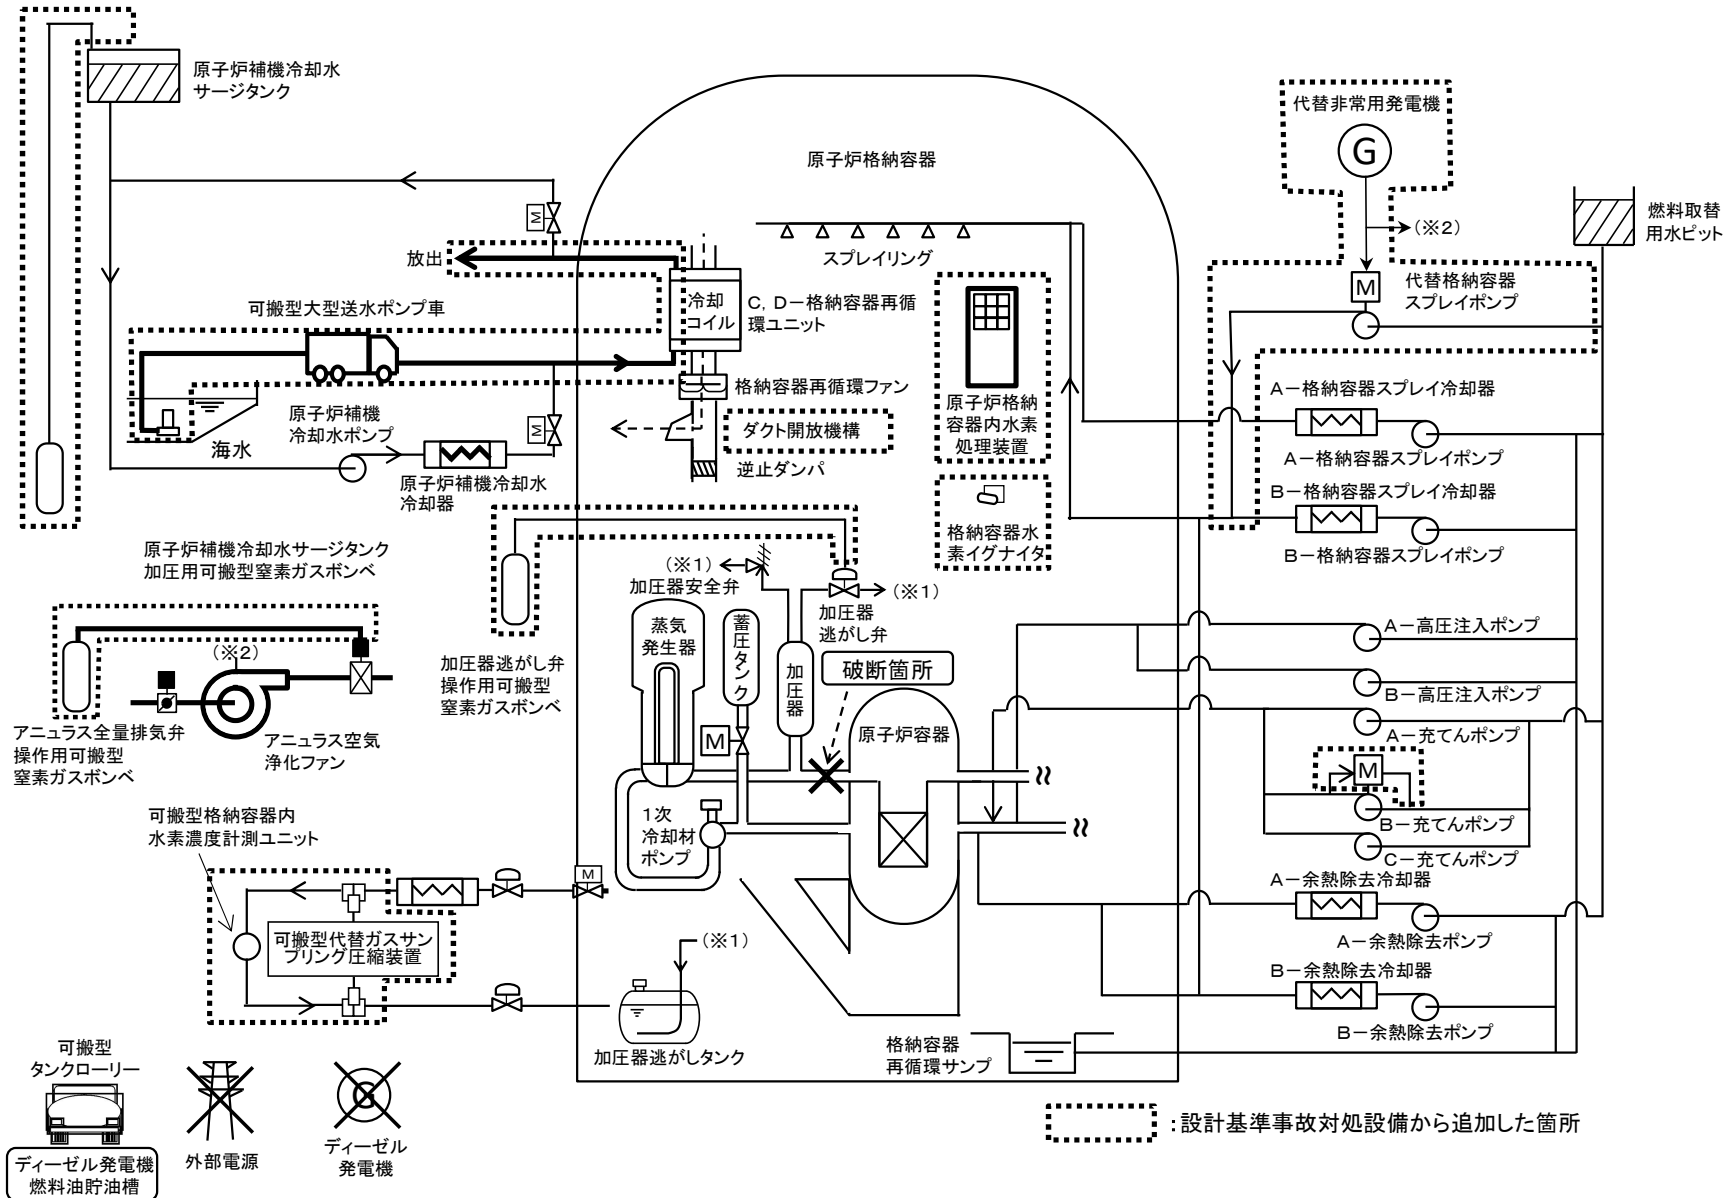 原子炉補機冷却水
サージタンク
原子炉格納容器
代替非常用発電機
G
(※2)
燃料取替
用水ピット
M
放出
スプレイリング
代替格納容器
スプレイポンプ
M
冷却
コイル
C,D-格納容器再循
環ユニット
可搬型大型送水ポンプ車
格納容器再循環ファン
A-格納容器スプレイ冷却器
原子炉補機
冷却水ポンプ
M
海水
ダクト開放機構
原子炉格納
容器内水素
処理装置
逆止ダンパ
A-格納容器スプレイポンプ
原子炉補機冷却水
冷却器
B-格納容器スプレイ冷却器
格納容器水
素イグナイタ
B-格納容器スプレイポンプ
原子炉補機冷却水サージタンク
加圧用可搬型窒素ガスボンベ
(※1)
加圧器安全弁
(※1)
加圧器
逃がし弁
蒸気
発生器
蓄圧タンク
加圧器
破断箇所
A-高圧注入ポンプ
(※2)
加圧器逃がし弁
操作用可搬型
窒素ガスボンベ
B-高圧注入ポンプ
アニュラス全量排気弁
操作用可搬型
窒素ガスボンベ
アニュラス空気
浄化ファン
M
原子炉容器
A-充てんポンプ
M
可搬型格納容器内
水素濃度計測ユニット
1次
冷却材
ポンプ
B-充てんポンプ
C-充てんポンプ
M
A-余熱除去冷却器
可搬型代替ガスサン
プリング圧縮装置
(※1)
A-余熱除去ポンプ
B-余熱除去冷却器
B-余熱除去ポンプ
加圧器逃がしタンク
格納容器
再循環サンプ
可搬型
タンクローリー
G
ディーゼル発電機
燃料油貯油槽
外部電源
ディーゼル
発電機
:設計基準事故対処設備から追加した箇所